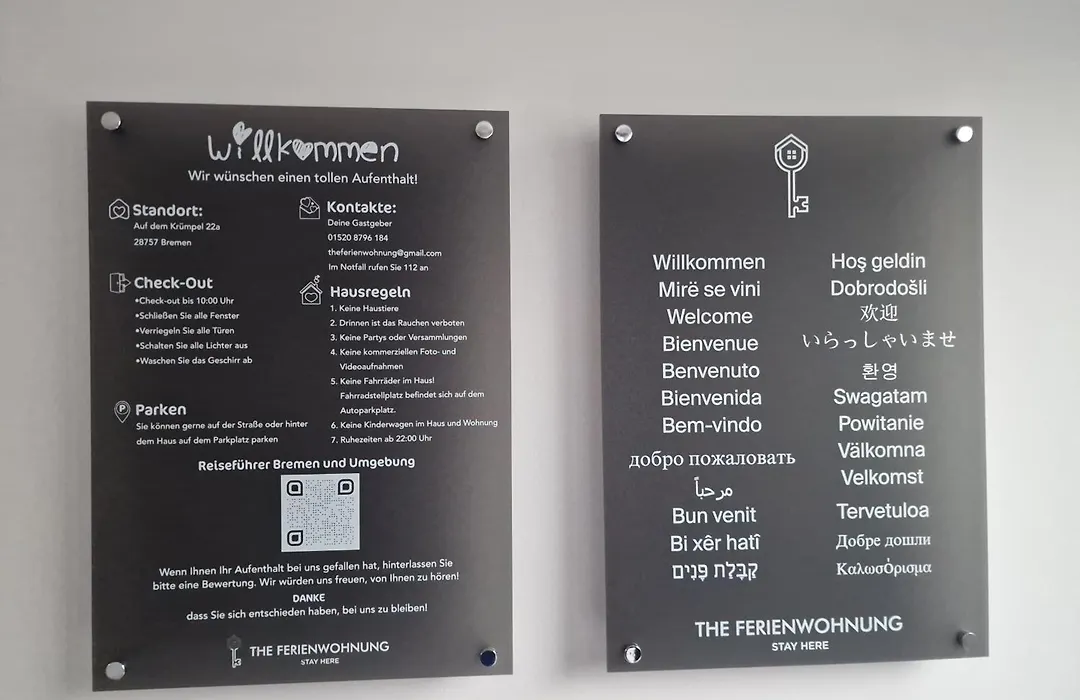 willkommen
Wir wünschen einen tollen Aufenthalt!
Standort:
Auf dem Krümpel 22a
28757 Bremen
Kontakte:
Deine Gastgeber
01520 8796 184
theferienwohnung@gmail.com
Im Notfall rufen Sie 112 an
Check-Out
•Check-out bis 10:00 Uhr
•Schließen Sie alle Fenster
•Verriegeln Sie alle Türen
•Schalten Sie alle Lichter aus
•Waschen Sie das Geschirr ab
Hausregeln
1. Keine Haustiere
2. Drinnen ist das Rauchen verboten
3. Keine Partys oder Versammlungen
4. Keine kommerziellen Foto- und
Videoaufnahmen
5. Keine Fahrräder im Haus!
Fahrradstellplatz befindet sich auf dem
Autoparkplatz.
6. Keine Kinderwagen im Haus und Wohnung
7. Ruhezeiten ab 22:00 Uhr
P
Parken
Sie können gerne auf der Straße oder hinter
dem Haus auf dem Parkplatz parken
Reiseführer Bremen und Umgebung
Wenn Ihnen Ihr Aufenthalt bei uns gefallen hat, hinterlassen Sie
bitte eine Bewertung. Wir würden uns freuen, von Ihnen zu hören!
DANKE
dass Sie sich entschieden haben, bei uns zu bleiben!
THE FERIENWOHNUNG
STAY HERE
Willkommen
Mirë se vini
Welcome
Bienvenue
Benvenuto
Bienvenida
Bem-vindo
добро пожаловать
مرحباً
Bun venit
Bi xêr hatî
קַבָּלַת פָּנִים
Hoş geldin
Dobrodošli
欢迎
いらっしゃいませ
환영
Swagatam
Powitanie
Välkomna
Velkomst
Tervetuloa
Добре дошли
Καλωσόρισμα
THE FERIENWOHNUNG
STAY HERE